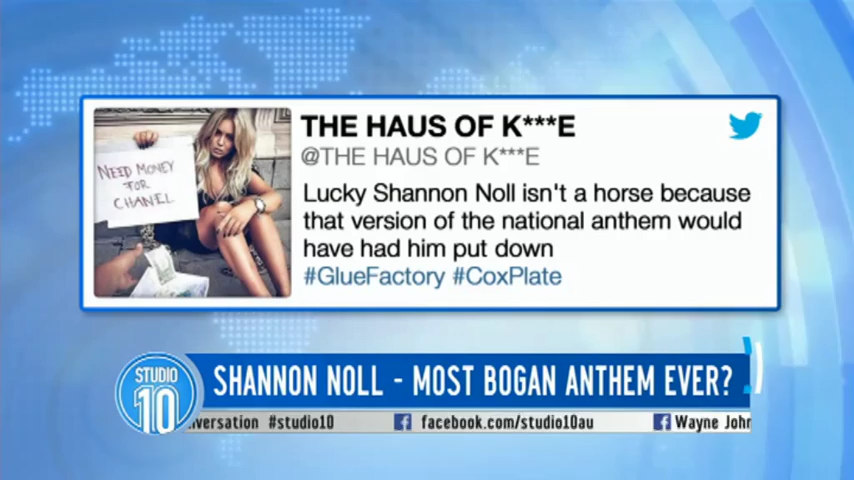 NEED MONEY
FOR
CHANEL
THE HAUS OF K***E
@THE HAUS OF K***E
Lucky Shannon Noll isn't a horse because
that version of the national anthem would
have had him put down
#GlueFactory #CoxPlate
STUDIO
10
SHANNON NOLL - MOST BOGAN ANTHEM EVER?
nversation #studio10 facebook.com/studio10au Wayne John